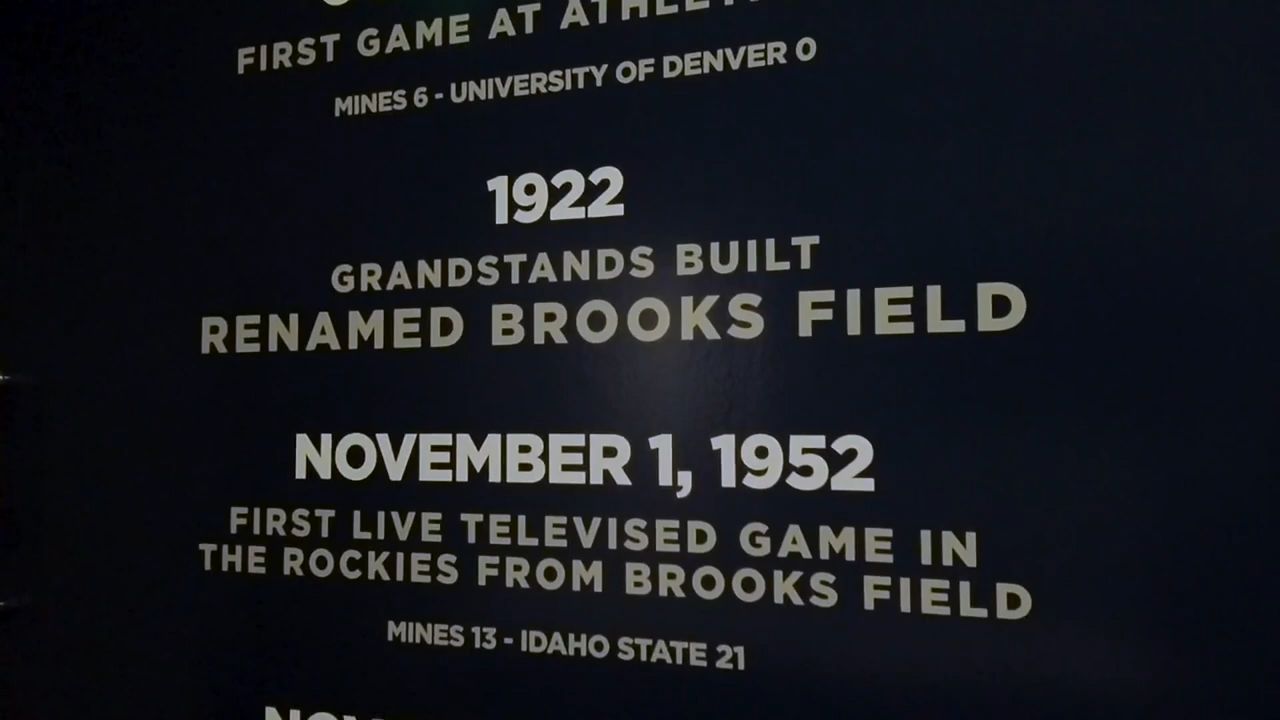 FIRST GAME AT
MINES 6 - UNIVERSITY OF DENVER 0
1922
GRANDSTANDS BUILT
RENAMED BROOKS FIELD
NOVEMBER 1, 1952
FIRST LIVE TELEVISED GAME IN
THE ROCKIES FROM BROOKS FIELD
MINES 13 - IDAHO STATE 21